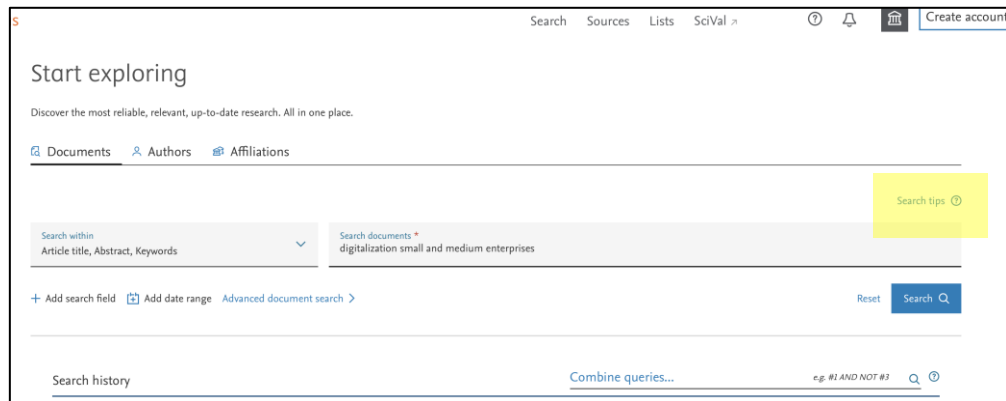 s
Search Sources Lists SciVal ↗ Create account
Start exploring
Discover the most reliable, relevant, up-to-date research. All in one place.
Documents Authors Affiliations
Search tips
Search within
Article title, Abstract, Keywords
Search documents *
digitalization small and medium enterprises
+ Add search field Add date range Advanced document search >
Reset Search
Search history
Combine queries... e.g. #1 AND NOT #3